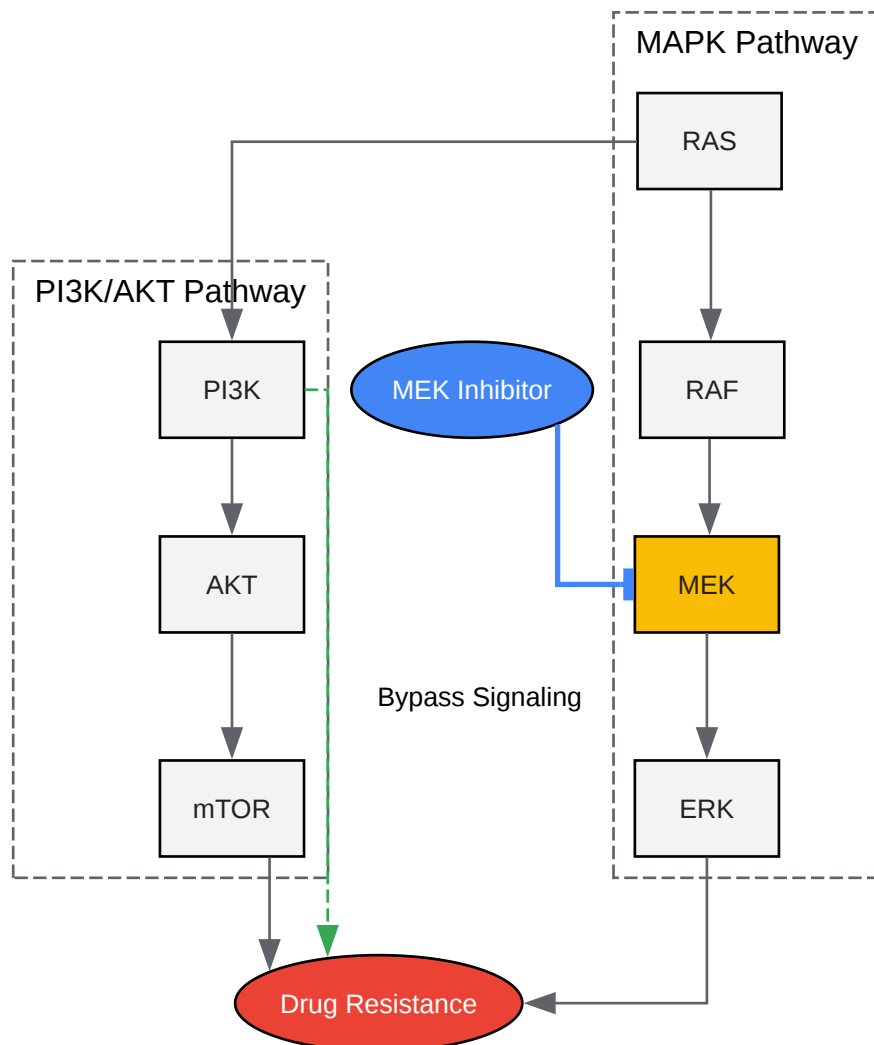 MAPK Pathway
RAS
PI3K/AKT Pathway
PI3K
MEK Inhibitor
RAF
AKT
MEK
Bypass Signaling
mTOR
ERK
Drug Resistance